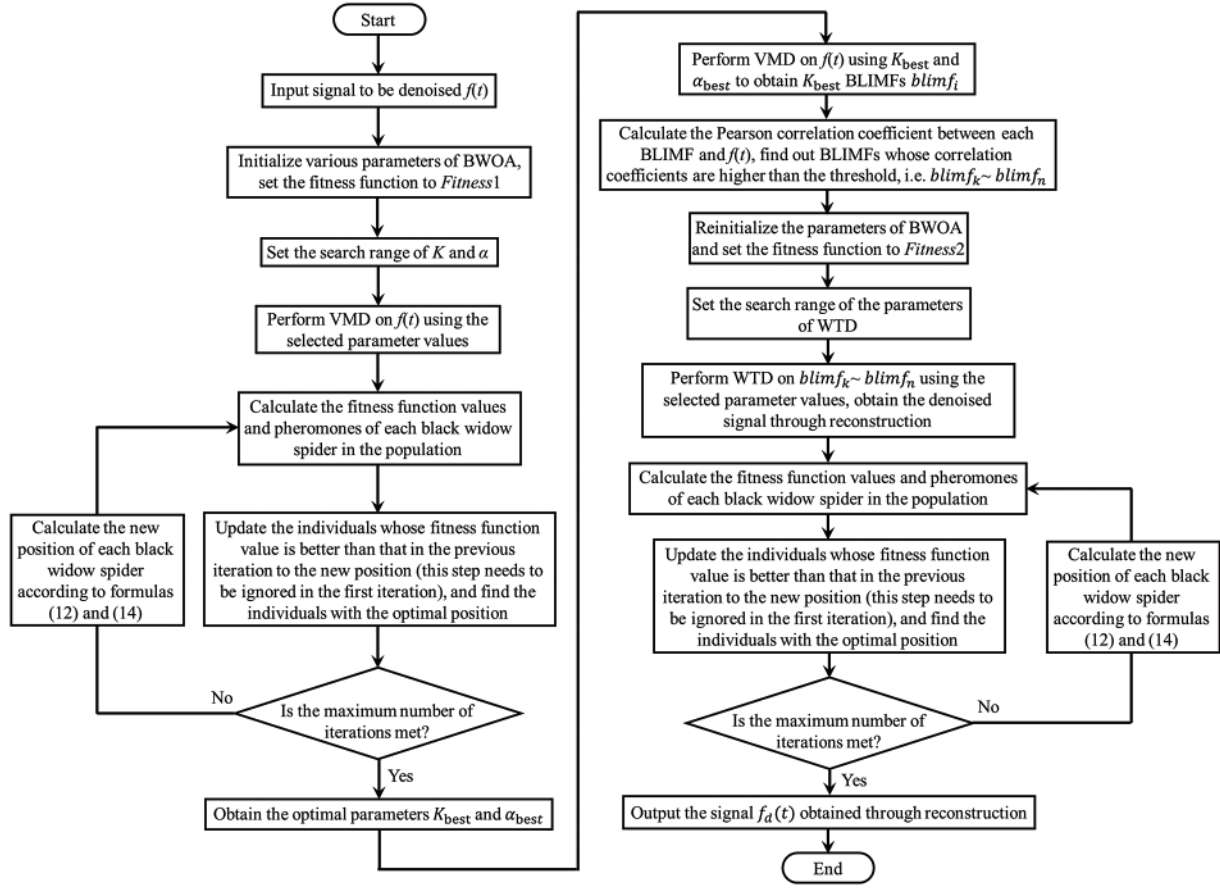 Start
Input signal to be denoised f(t)
Initialize various parameters of BWOA,
set the fitness function to Fitness1
Set the search range of K and α
Perform VMD on f(t) using the
selected parameter values
Calculate the fitness function values
and pheromones of each black widow
spider in the population
Calculate the new
position of each black
widow spider
according to formulas
(12) and (14)
Update the individuals whose fitness function
value is better than that in the previous
iteration to the new position (this step needs to
be ignored in the first iteration), and find the
individuals with the optimal position
No
Is the maximum number of
iterations met?
Yes
Obtain the optimal parameters K_best and α_best
Perform VMD on f(t) using K_best and
α_best to obtain K_best BLIMFs blimf_i
Calculate the Pearson correlation coefficient between each
BLIMF and f(t), find out BLIMFs whose correlation
coefficients are higher than the threshold, i.e. blimf_k~ blimf_n
Reinitialize the parameters of BWOA
and set the fitness function to Fitness2
Set the search range of the parameters
of WTD
Perform WTD on blimf_k~ blimf_n using the
selected parameter values, obtain the denoised
signal through reconstruction
Calculate the fitness function values and pheromones
of each black widow spider in the population
Update the individuals whose fitness function
value is better than that in the previous
iteration to the new position (this step needs to
be ignored in the first iteration), and find the
individuals with the optimal position
Calculate the new
position of each black
widow spider
according to formulas
(12) and (14)
No
Is the maximum number of
iterations met?
Yes
Output the signal f_d(t) obtained through reconstruction
End